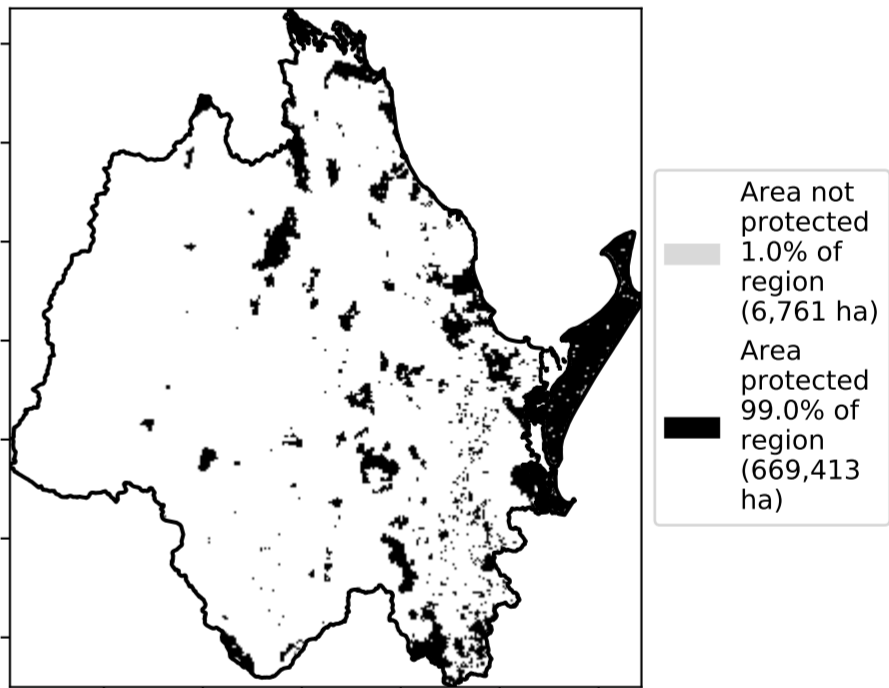 Area not
protected
1.0% of
region
(6,761 ha)
Area
protected
99.0% of
region
(669,413
ha)